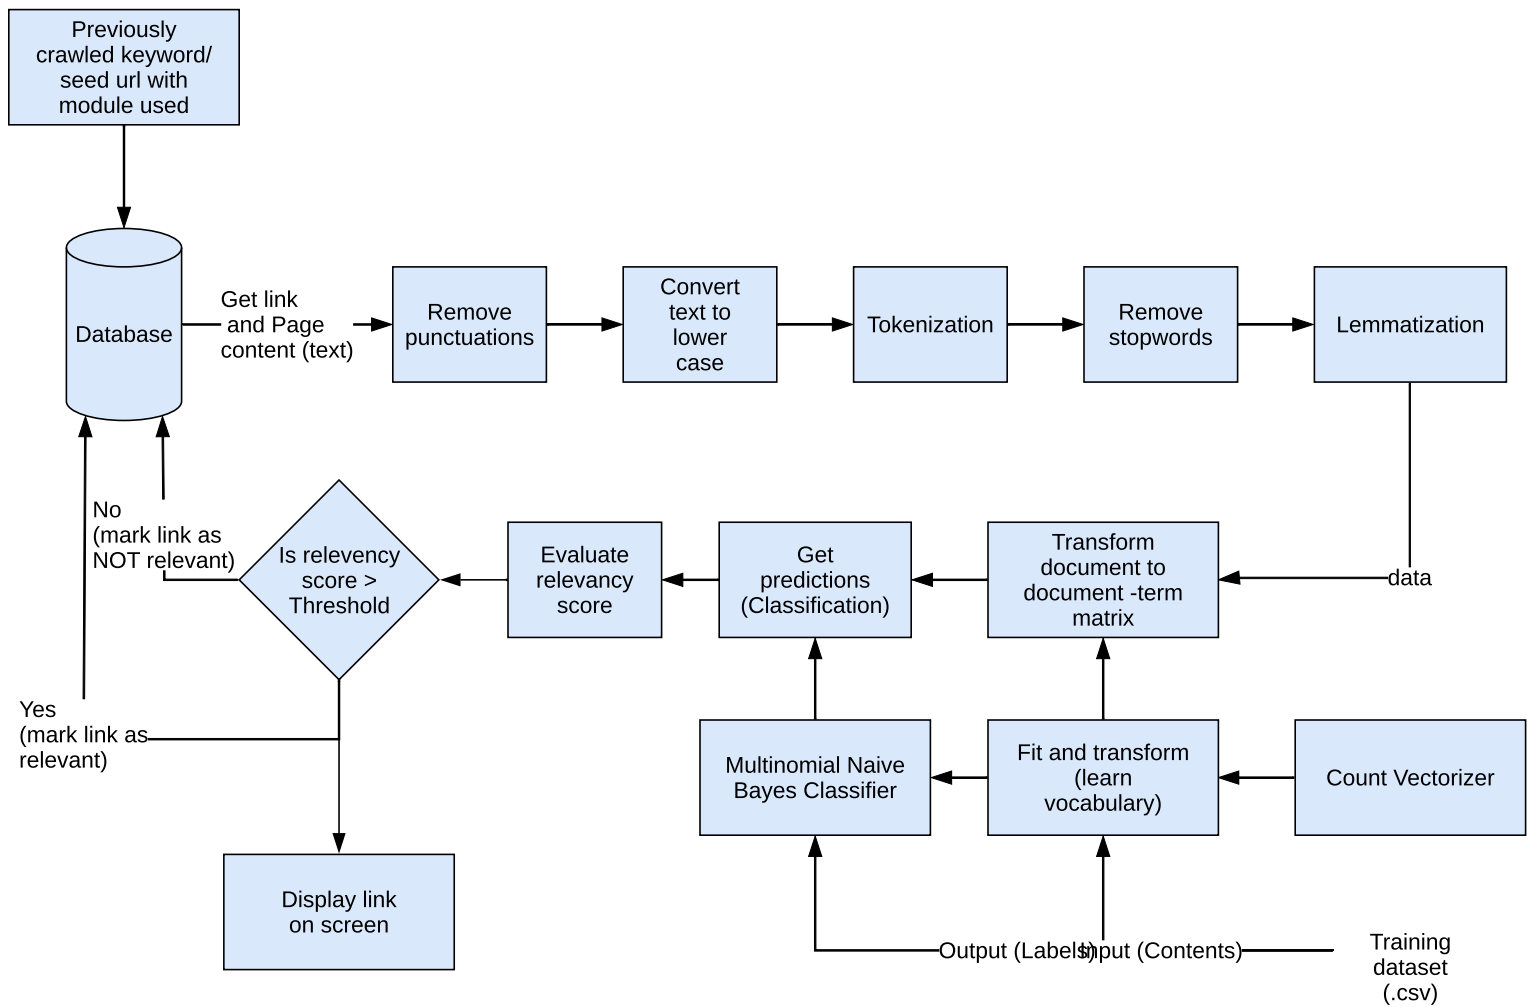 Previously
crawled keyword/
seed url with
module used
Database
Get link
and Page
content (text)
Remove
punctuations
Convert
text to
lower
case
Tokenization
Remove
stopwords
Lemmatization
No
(mark link as
NOT relevant)
Is relevency
score >
Threshold
Evaluate
relevancy
score
Get
predictions
(Classification)
Transform
document to
document -term
matrix
data
Yes
(mark link as
relevant)
Multinomial Naive
Bayes Classifier
Fit and transform
(learn
vocabulary)
Count Vectorizer
Display link
on screen
Output (Labels)
Input (Contents)
Training
dataset
(.csv)